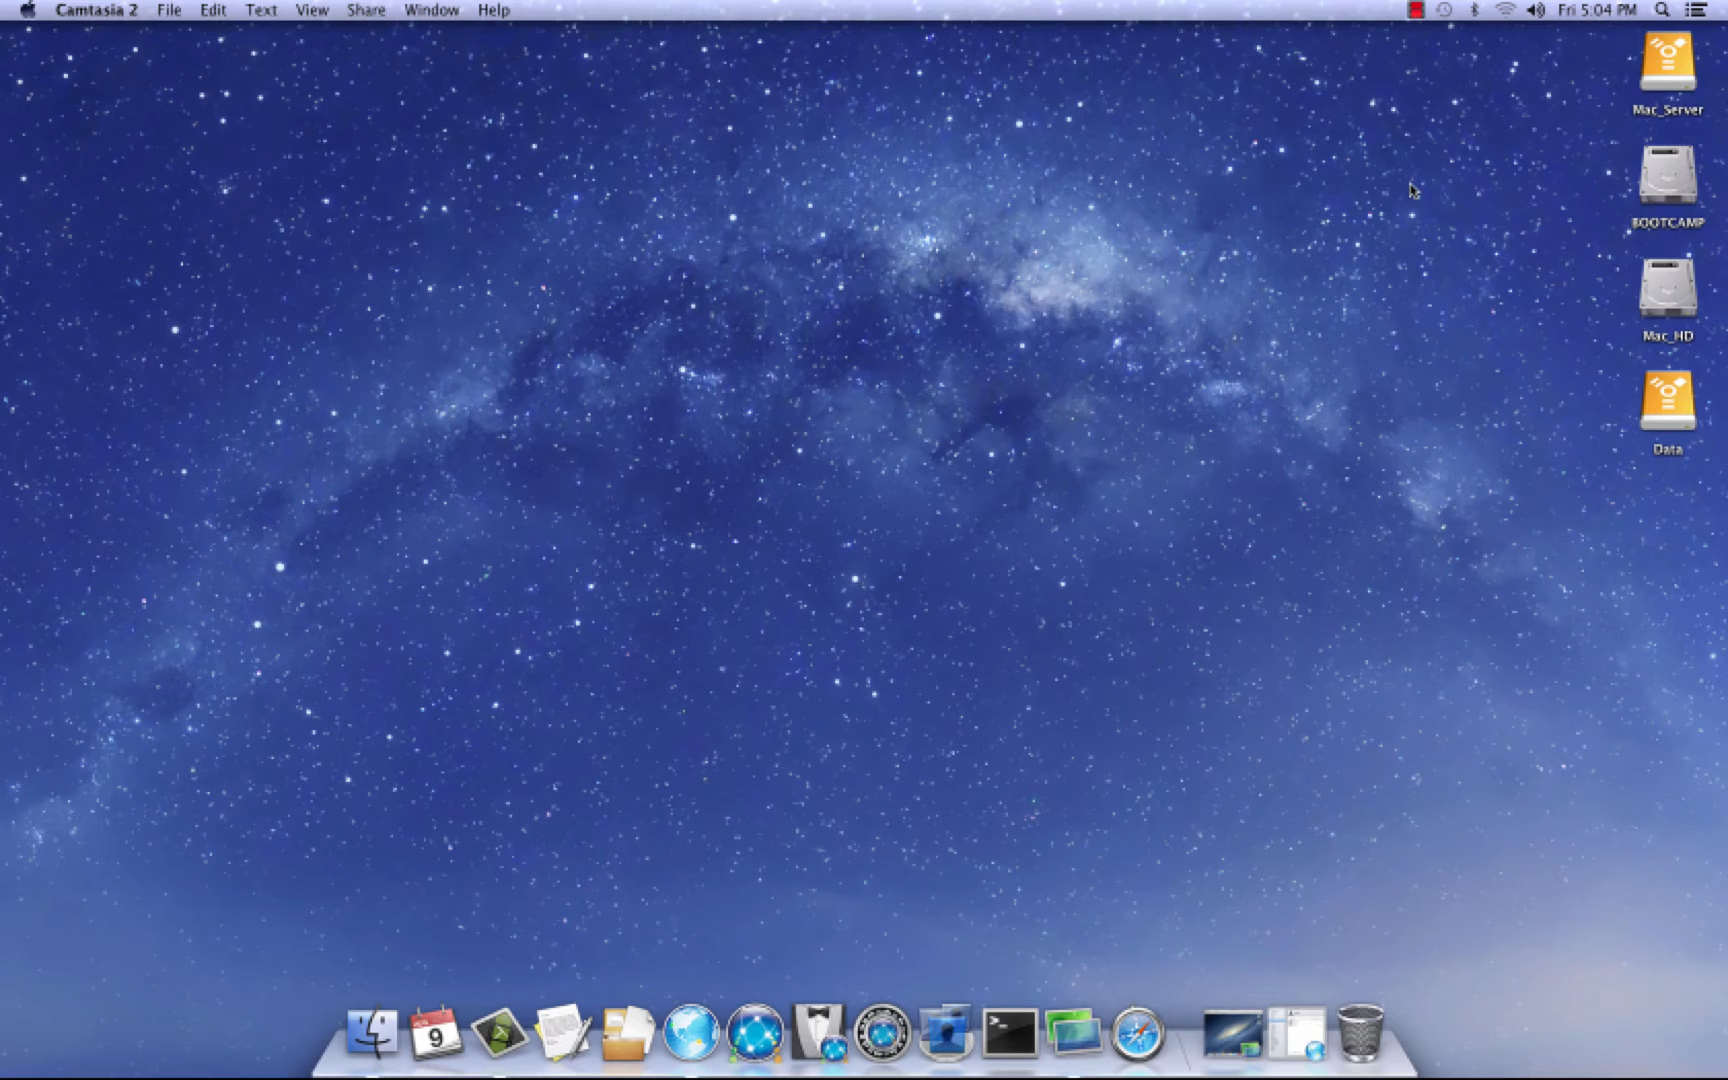 Camtasia 2 File Edit Text View Share Window Help Fri 5:04 PM
Mac_Server
BOOTCAMP
Mac_HD
Data
9